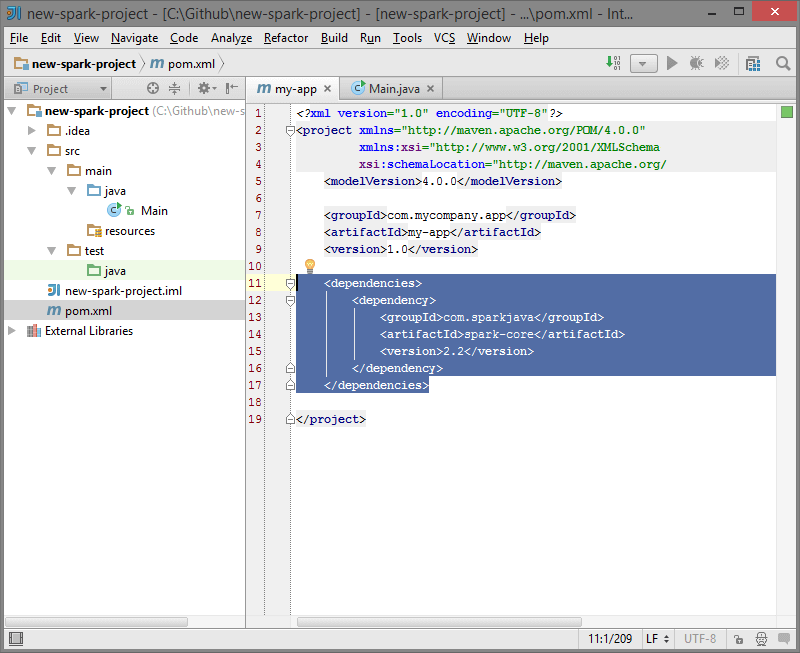 new-spark-project - [C:\Github\new-spark-project] - [new-spark-project] - ...\pom.xml - Int...
File Edit View Navigate Code Analyze Refactor Build Run Tools VCS Window Help
new-spark-project pom.xml
Project
my-app
Main.java
new-spark-project (C:\Github\new-s
.idea
src
main
java
Main
resources
test
java
new-spark-project.iml
pom.xml
External Libraries
1 <?xml version="1.0" encoding="UTF-8"?>
2 <project xmlns="http://maven.apache.org/POM/4.0.0"
3 xmlns:xsi="http://www.w3.org/2001/XMLSchema
4 xsi:schemaLocation="http://maven.apache.org/
5 <modelVersion>4.0.0</modelVersion>
6
7 <groupId>com.mycompany.app</groupId>
8 <artifactId>my-app</artifactId>
9 <version>1.0</version>
10
11 <dependencies>
12 <dependency>
13 <groupId>com.sparkjava</groupId>
14 <artifactId>spark-core</artifactId>
15 <version>2.2</version>
16 </dependency>
17 </dependencies>
18
19 </project>
11:1/209 LF UTF-8